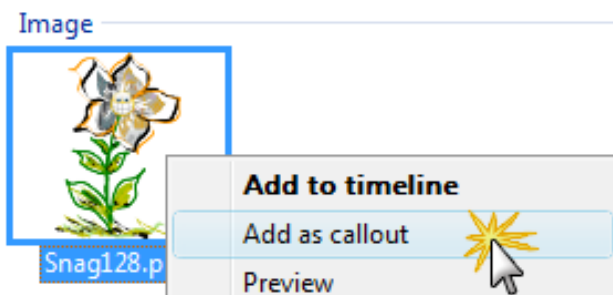 Image
Add to timeline
Add as callout
Snag128.p
Preview